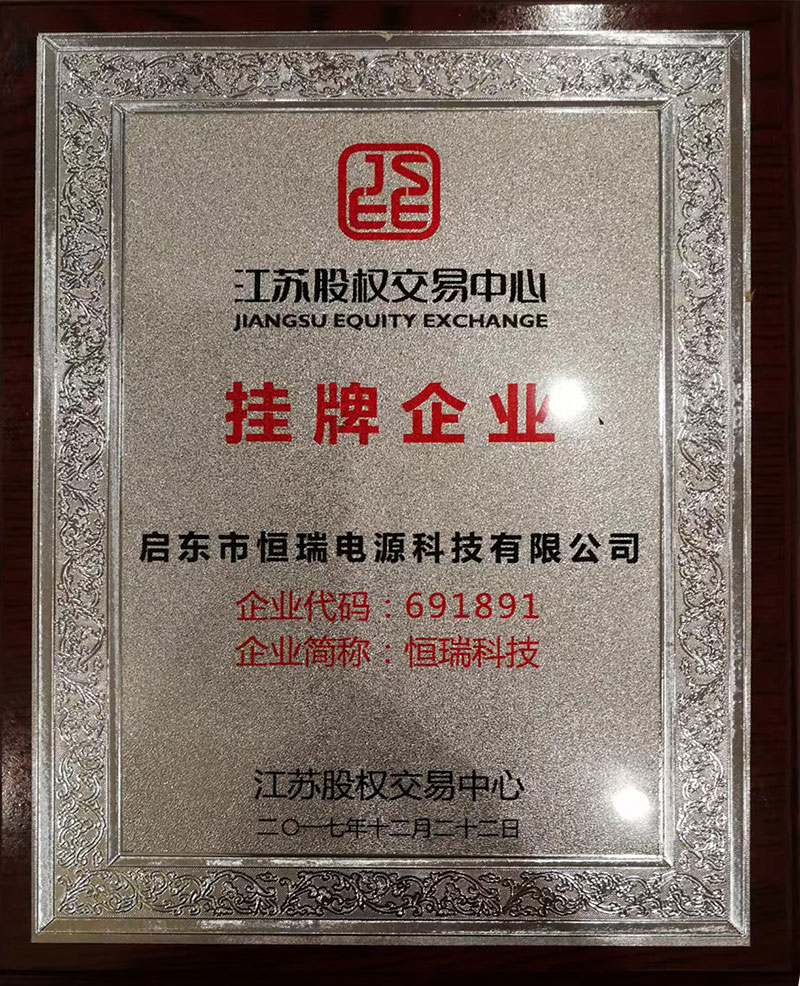 JS
EE
江苏股权交易中心
JIANGSU EQUITY EXCHANGE
挂牌企业
启东市恒瑞电源科技有限公司
企业代码：691891
企业简称：恒瑞科技
江苏股权交易中心
二〇一七年十二月二十二日